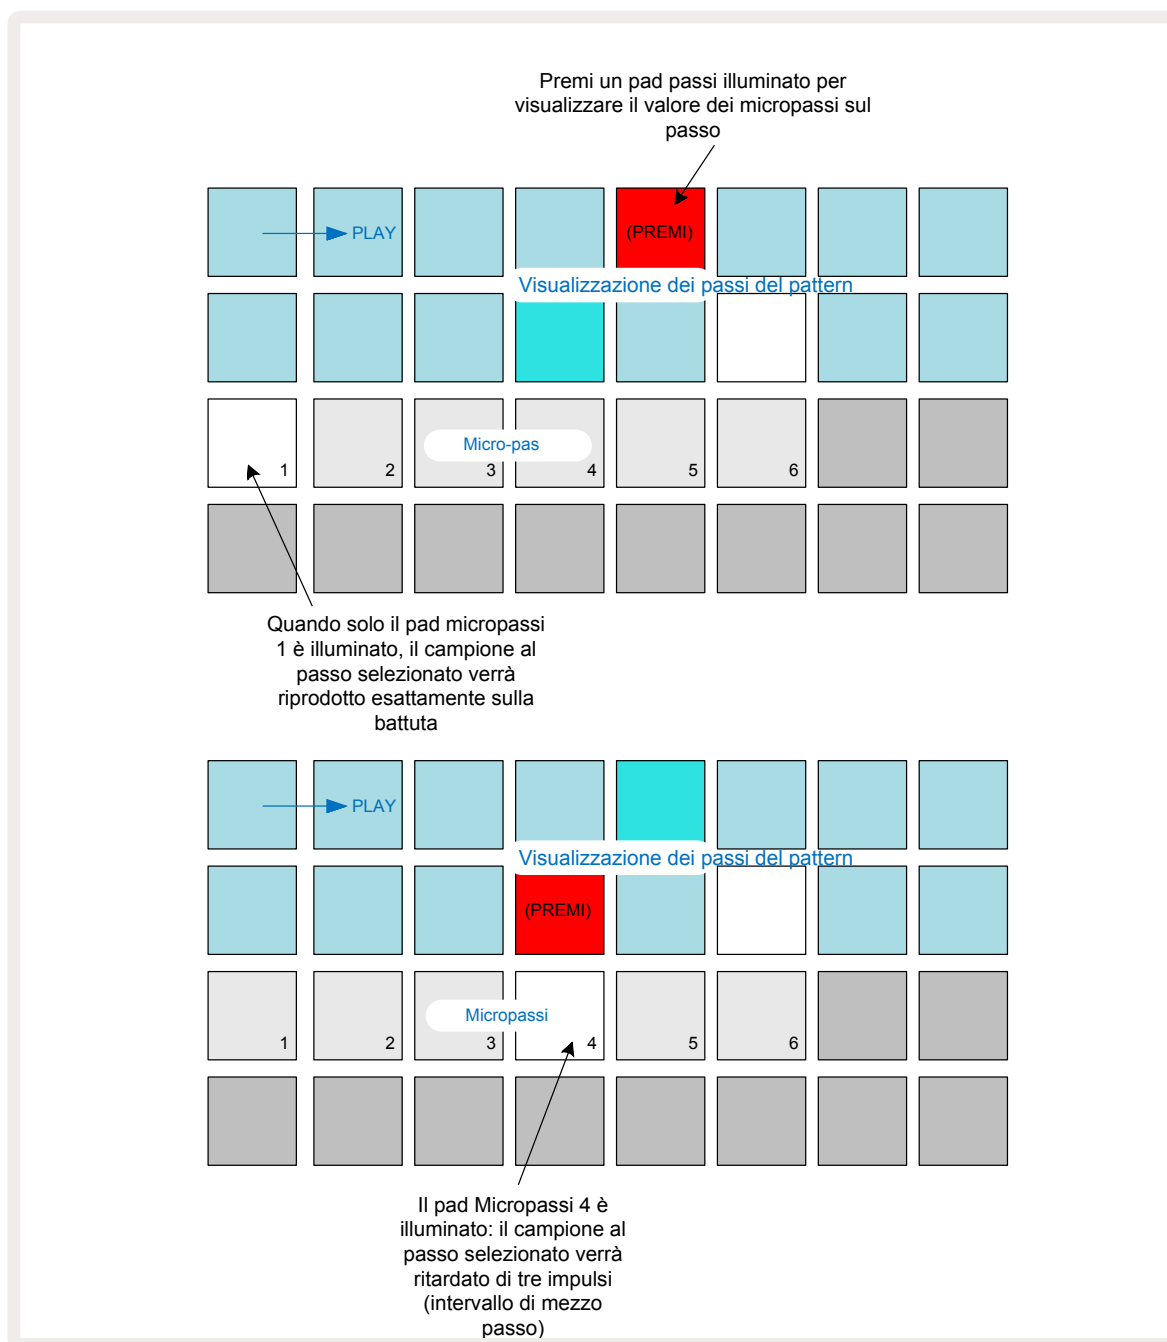 Premi un pad passi illuminato per
visualizzare il valore dei micropassi sul
passo
PLAY
(PREMI)
Visualizzazione dei passi del pattern
Micro-pas
1
2
3
4
5
6
Quando solo il pad micropassi
1 è illuminato, il campione al
passo selezionato verrà
riprodotto esattamente sulla
battuta
PLAY
Visualizzazione dei passi del pattern
(PREMI)
Micropassi
1
2
3
4
5
6
Il pad Micropassi 4 è
illuminato: il campione al
passo selezionato verrà
ritardato di tre impulsi
(intervallo di mezzo
passo)